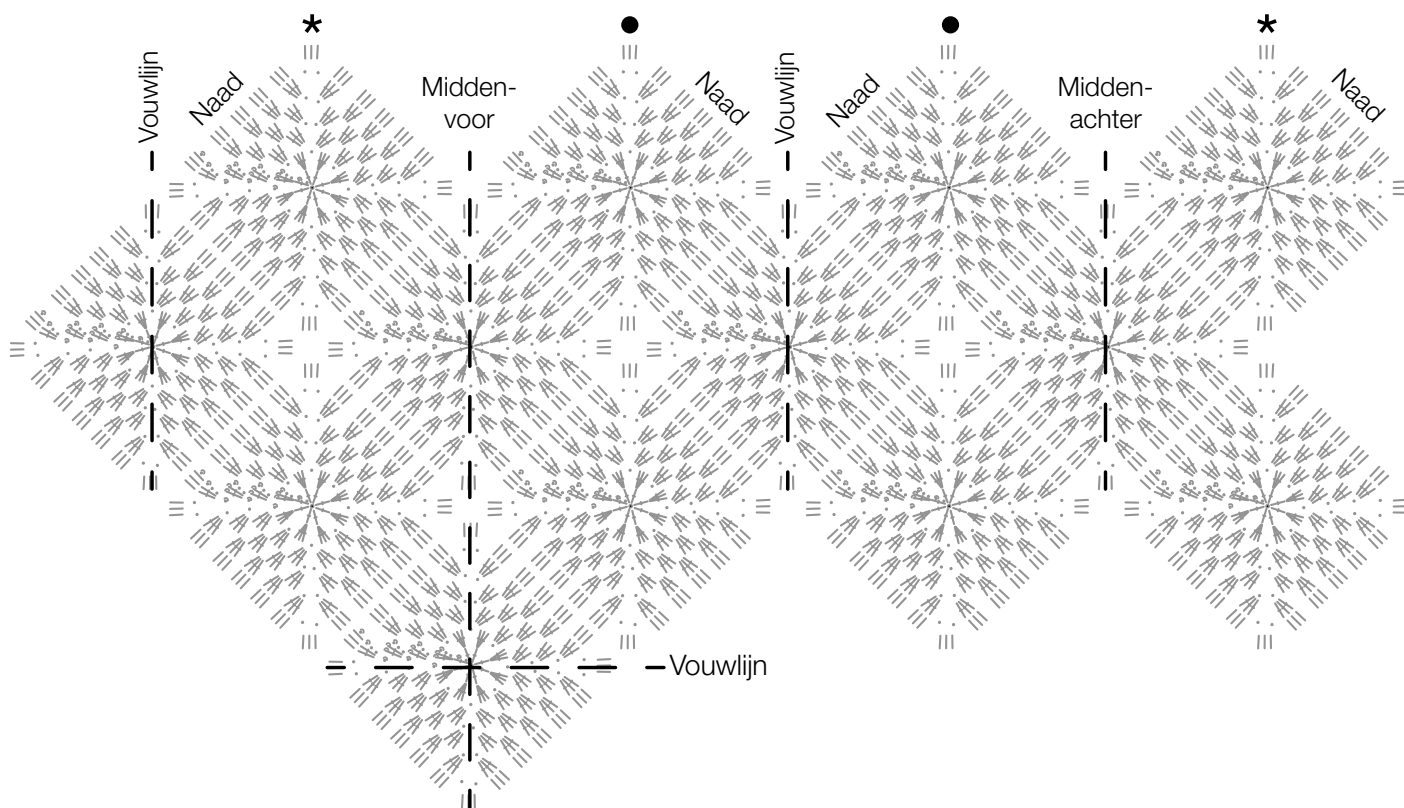 * ● ● *
Vouwlijn
Naad
Midden-
voor
Naad
Vouwlijn
Naad
Midden-
achter
Naad
Vouwlijn